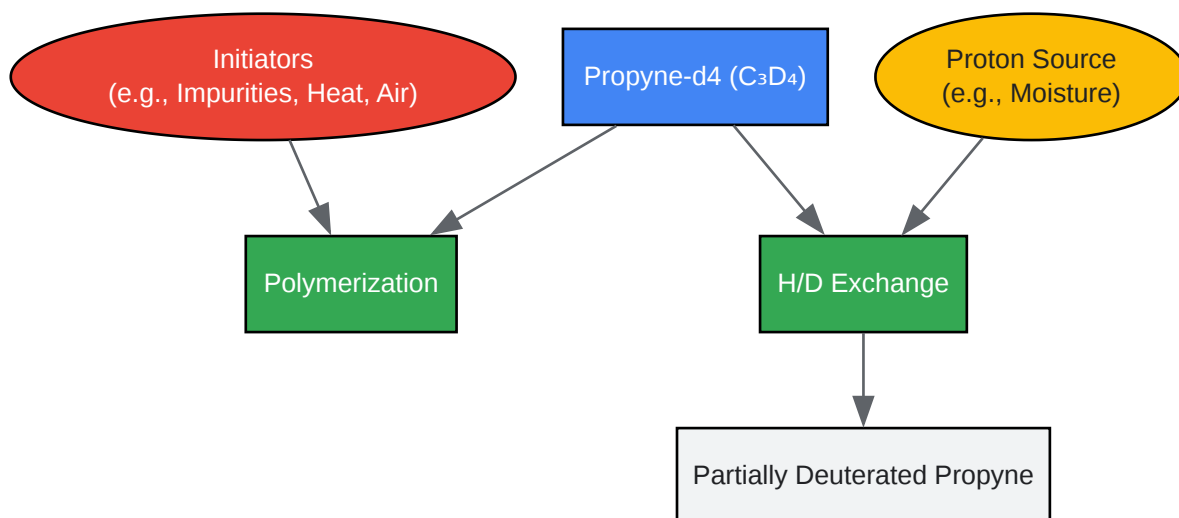 Initiators
(e.g., Impurities, Heat, Air)
Propyne-d4 (C₃D₄)
Proton Source
(e.g., Moisture)
Polymerization
H/D Exchange
Partially Deuterated Propyne